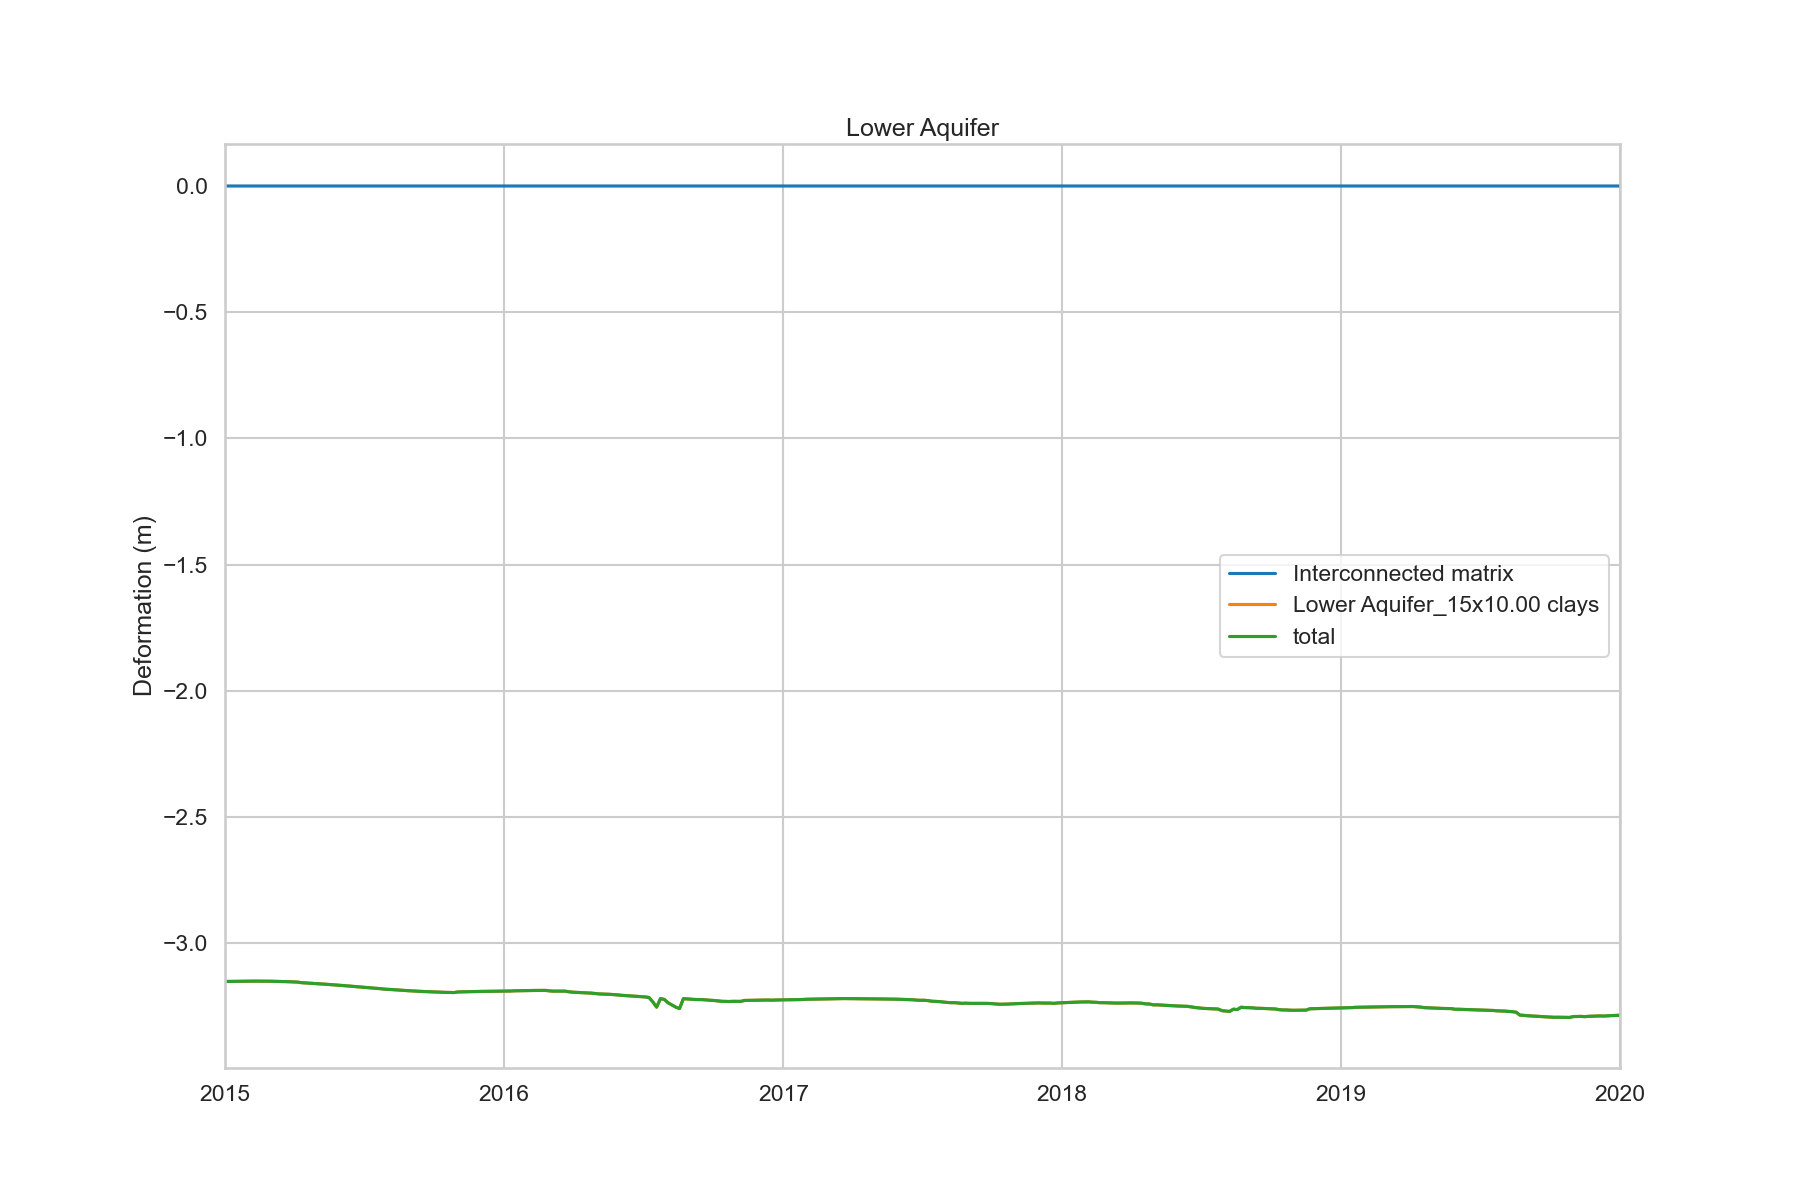 Lower Aquifer
0.0
−0.5
−1.0
−1.5
−2.0
−2.5
−3.0
Deformation (m)
Interconnected matrix
Lower Aquifer_15x10.00 clays
total
2015 2016 2017 2018 2019 2020